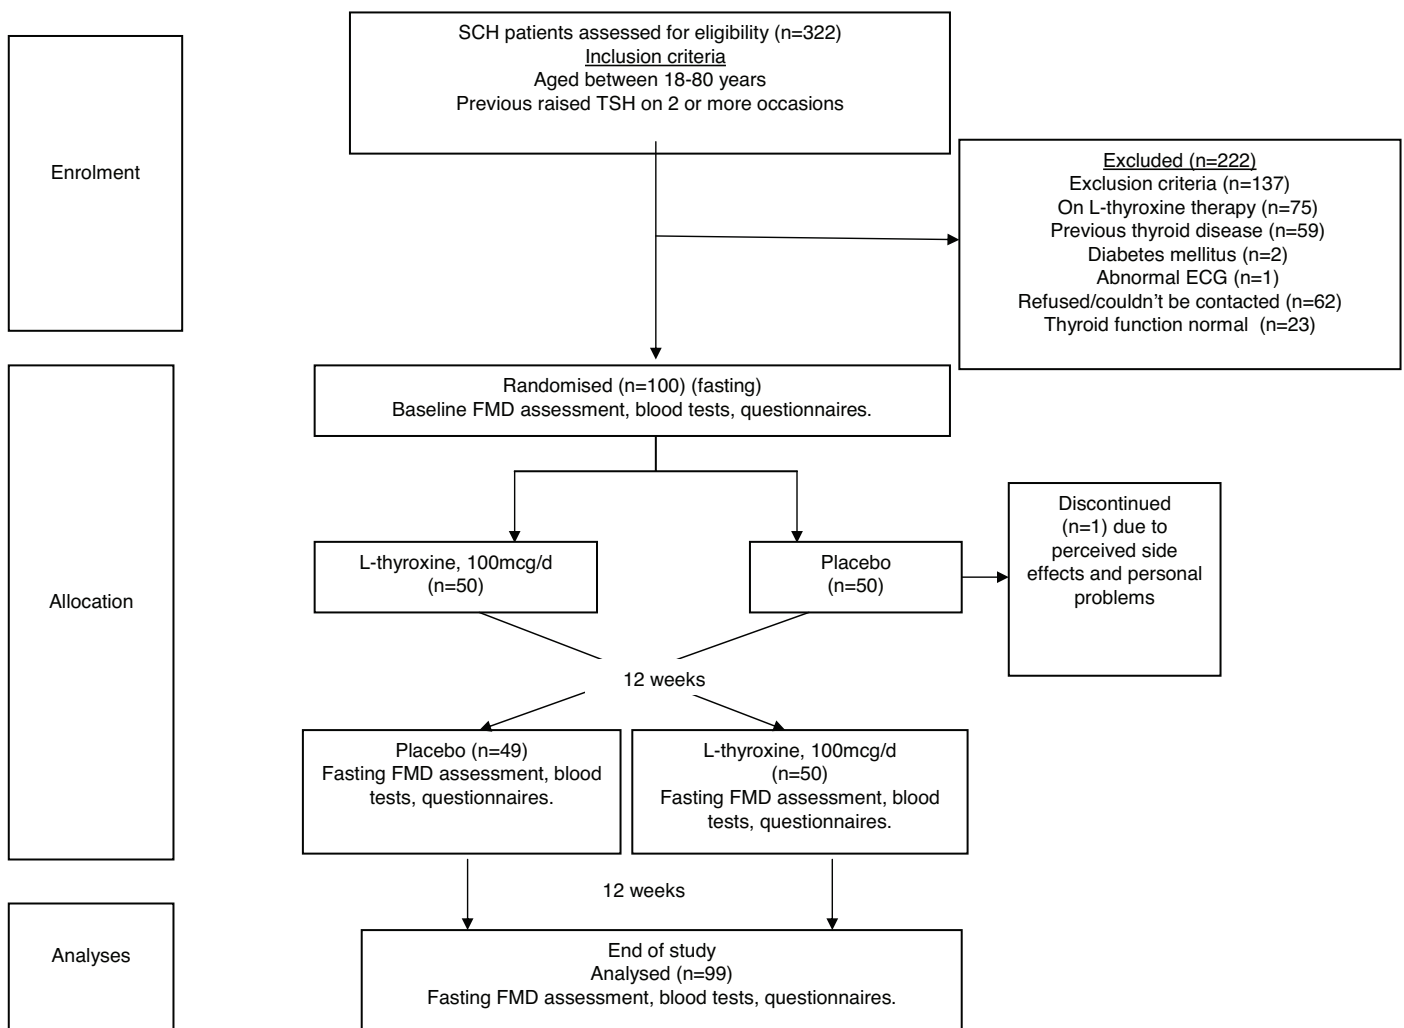 SCH patients assessed for eligibility (n=322)
Inclusion criteria
Aged between 18-80 years
Previous raised TSH on 2 or more occasions
Enrolment
Excluded (n=222)
Exclusion criteria (n=137)
On L-thyroxine therapy (n=75)
Previous thyroid disease (n=59)
Diabetes mellitus (n=2)
Abnormal ECG (n=1)
Refused/couldn't be contacted (n=62)
Thyroid function normal (n=23)
Randomised (n=100) (fasting)
Baseline FMD assessment, blood tests, questionnaires.
Allocation
L-thyroxine, 100mcg/d
(n=50)
Placebo
(n=50)
Discontinued
(n=1) due to
perceived side
effects and personal
problems
12 weeks
Placebo (n=49)
Fasting FMD assessment, blood
tests, questionnaires.
L-thyroxine, 100mcg/d
(n=50)
Fasting FMD assessment, blood
tests, questionnaires.
12 weeks
Analyses
End of study
Analysed (n=99)
Fasting FMD assessment, blood tests, questionnaires.